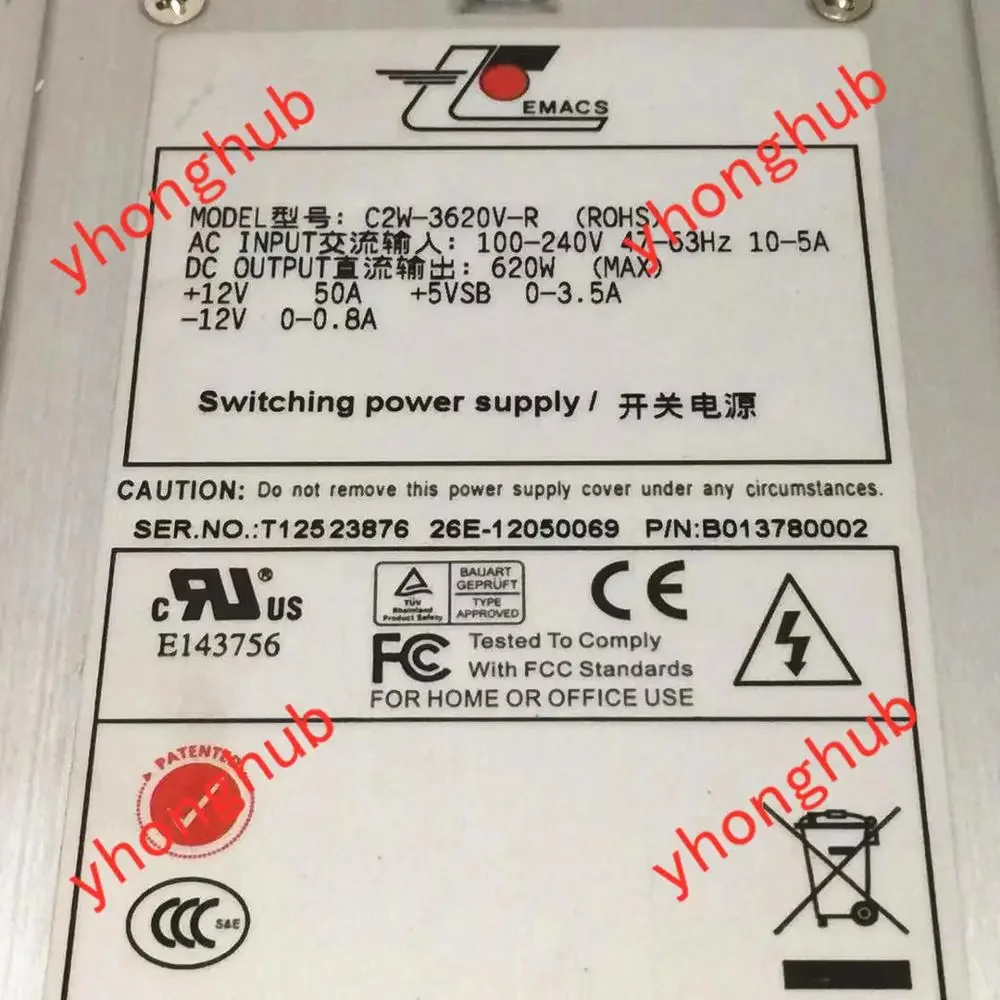 EMACS
MODEL型号: C2W-3620V-R (ROHS)
AC INPUT交流输入: 100-240V 47-63Hz 10-5A
DC OUTPUT直流输出: 620W (MAX)
+12V 50A +5VSB 0-3.5A
-12V 0-0.8A
Switching power supply / 开关电源
CAUTION: Do not remove this power supply cover under any circumstances.
SER.NO.:T12523876 26E-12050069 P/N:B013780002
C RU ® US
E143756
TÜV
Rheinland
Product Safety
BAUART
GEPRÜFT
TYPE
APPROVED
CE
FC Tested To Comply
With FCC Standards
FOR HOME OR OFFICE USE
PATENTED
CCC S&E
yhonghub
yhonghub
yhonghub
yhonghub